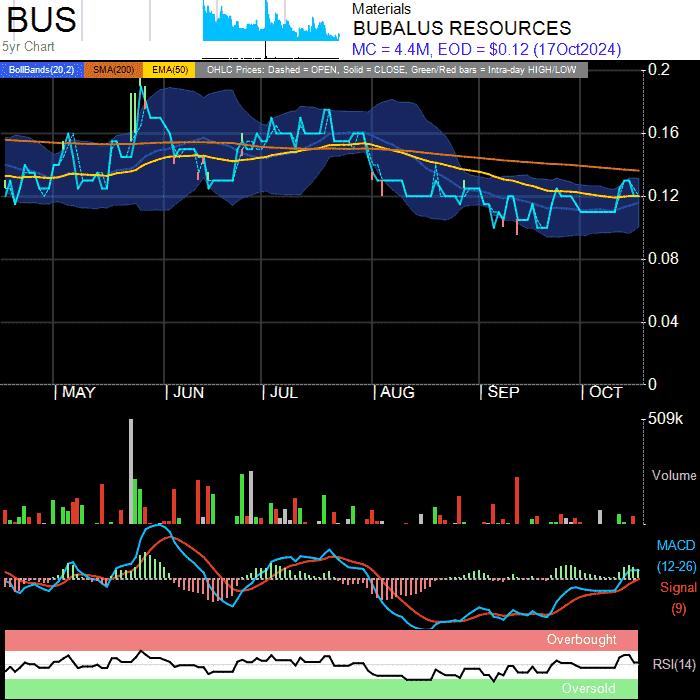 BUS
5yr Chart
Materials
BUBALUS RESOURCES
MC = 4.4M, EOD = $0.12 (17Oct2024)
BollBands(20,2) SMA(200) EMA(50) OHLC Prices: Dashed = OPEN, Solid = CLOSE, Green/Red bars = Intra-day HIGH/LOW
0.2
0.16
0.12
0.08
0.04
0
MAY JUN JUL AUG SEP OCT
509k
Volume
MACD
(12-26)
Signal
(9)
Overbought
RSI(14)
Oversold